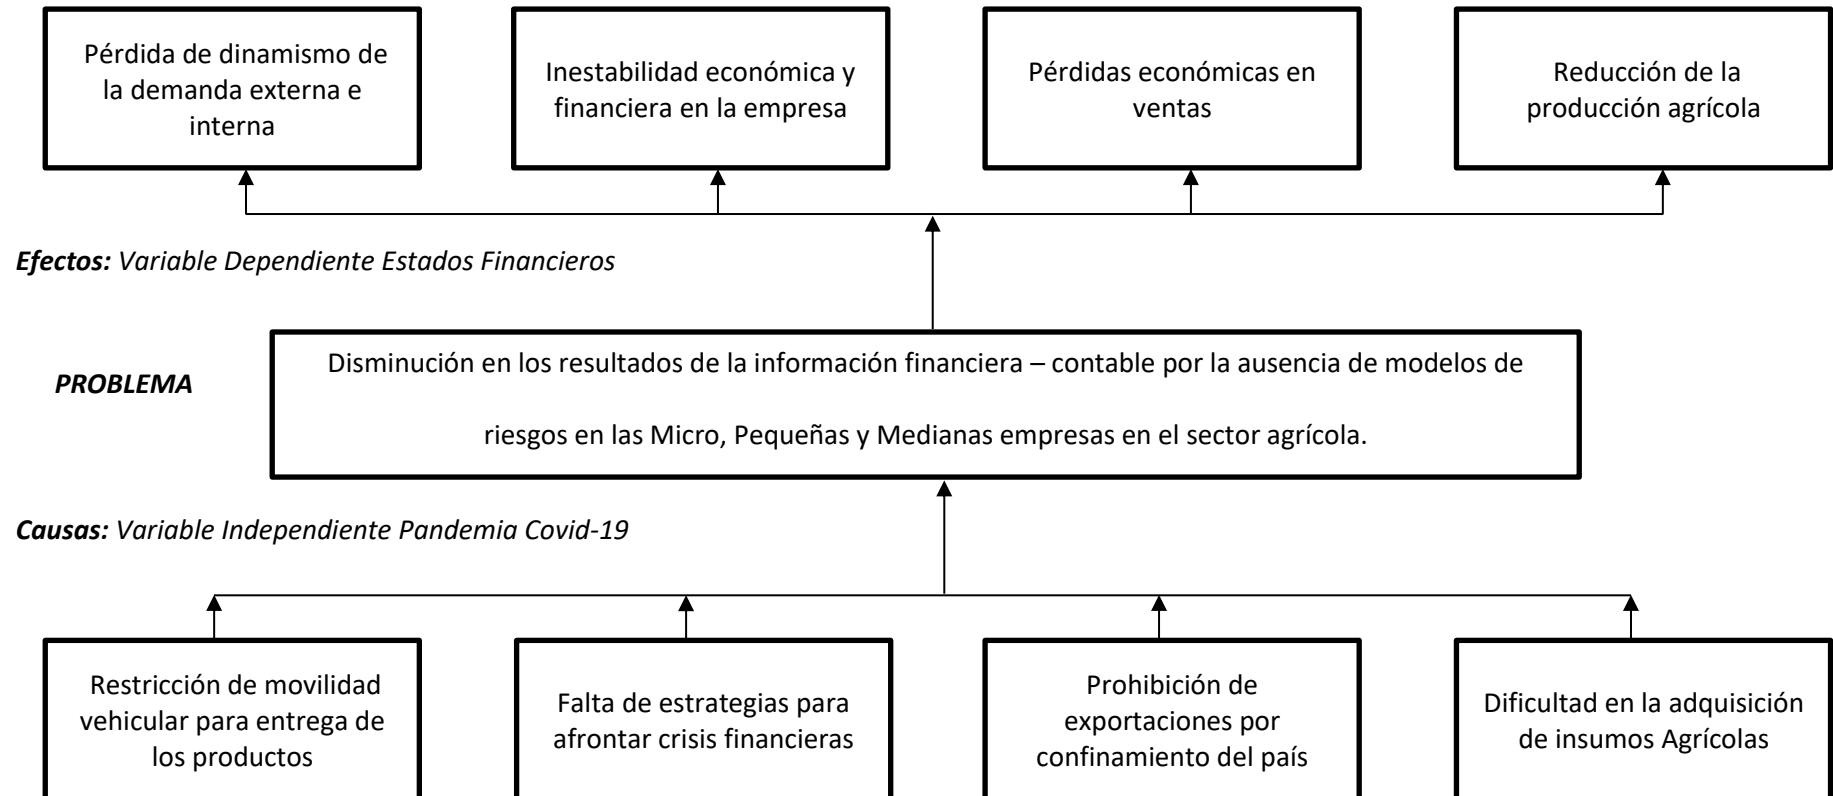 Pérdida de dinamismo de
la demanda externa e
interna
Inestabilidad económica y
financiera en la empresa
Pérdidas económicas en
ventas
Reducción de la
producción agrícola
Efectos: Variable Dependiente Estados Financieros
PROBLEMA
Disminución en los resultados de la información financiera – contable por la ausencia de modelos de
riesgos en las Micro, Pequeñas y Medianas empresas en el sector agrícola.
Causas: Variable Independiente Pandemia Covid-19
Restricción de movilidad
vehicular para entrega de
los productos
Falta de estrategias para
afrontar crisis financieras
Prohibición de
exportaciones por
confinamiento del país
Dificultad en la adquisición
de insumos Agrícolas